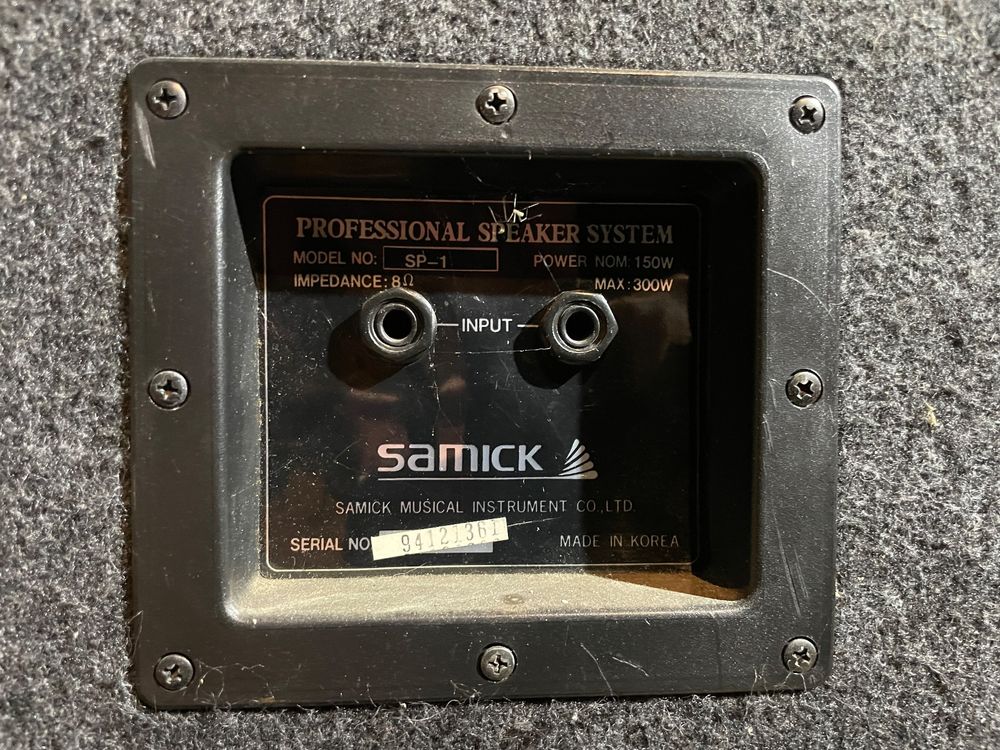 PROFESSIONAL SPEAKER SYSTEM
MODEL NO: SP-1 POWER NOM: 150W
IMPEDANCE: 8Ω MAX: 300W
INPUT
SAMICK
SAMICK MUSICAL INSTRUMENT CO.,LTD.
SERIAL NO 94121361 MADE IN KOREA